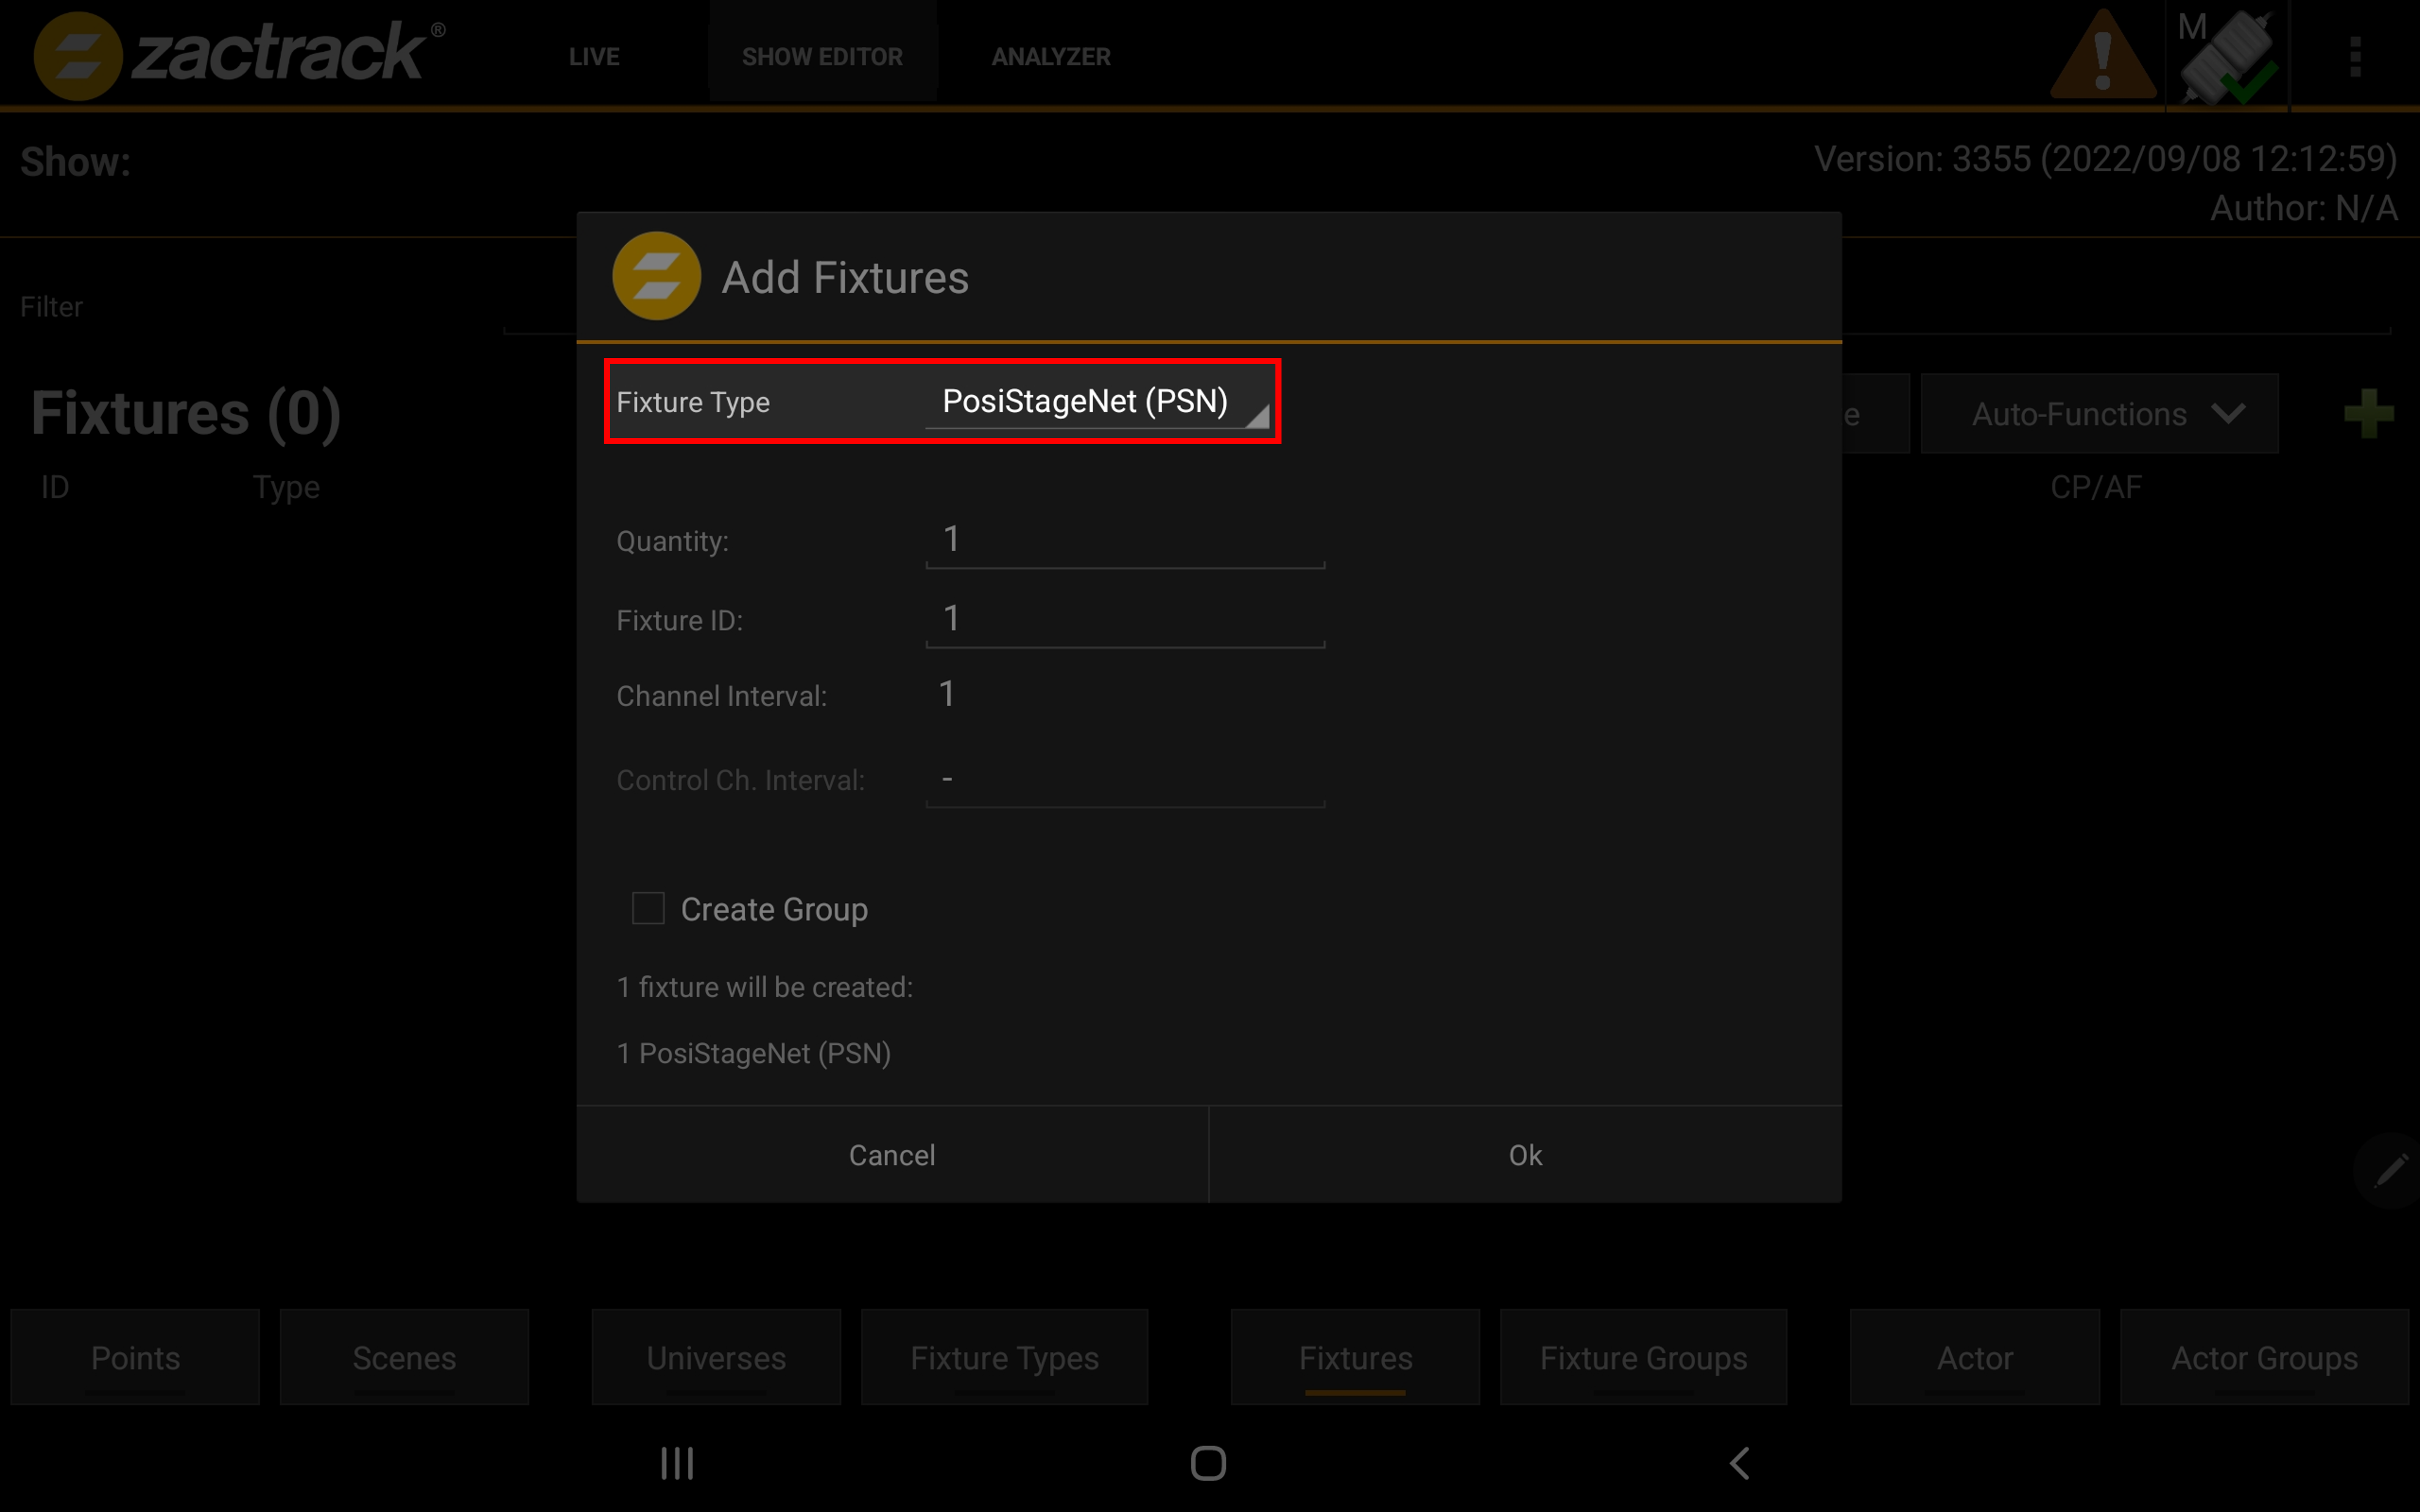 zactrack®
LIVE
SHOW EDITOR
ANALYZER
M
Show:
Version: 3355 (2022/09/08 12:12:59)
Author: N/A
Add Fixtures
Filter
Fixture Type PosiStageNet (PSN)
Fixtures (0)
e
Auto-Functions
ID Type CP/AF
Quantity: 1
Fixture ID: 1
Channel Interval: 1
Control Ch. Interval: -
Create Group
1 fixture will be created:
1 PosiStageNet (PSN)
Cancel
Ok
Points
Scenes
Universes
Fixture Types
Fixtures
Fixture Groups
Actor
Actor Groups